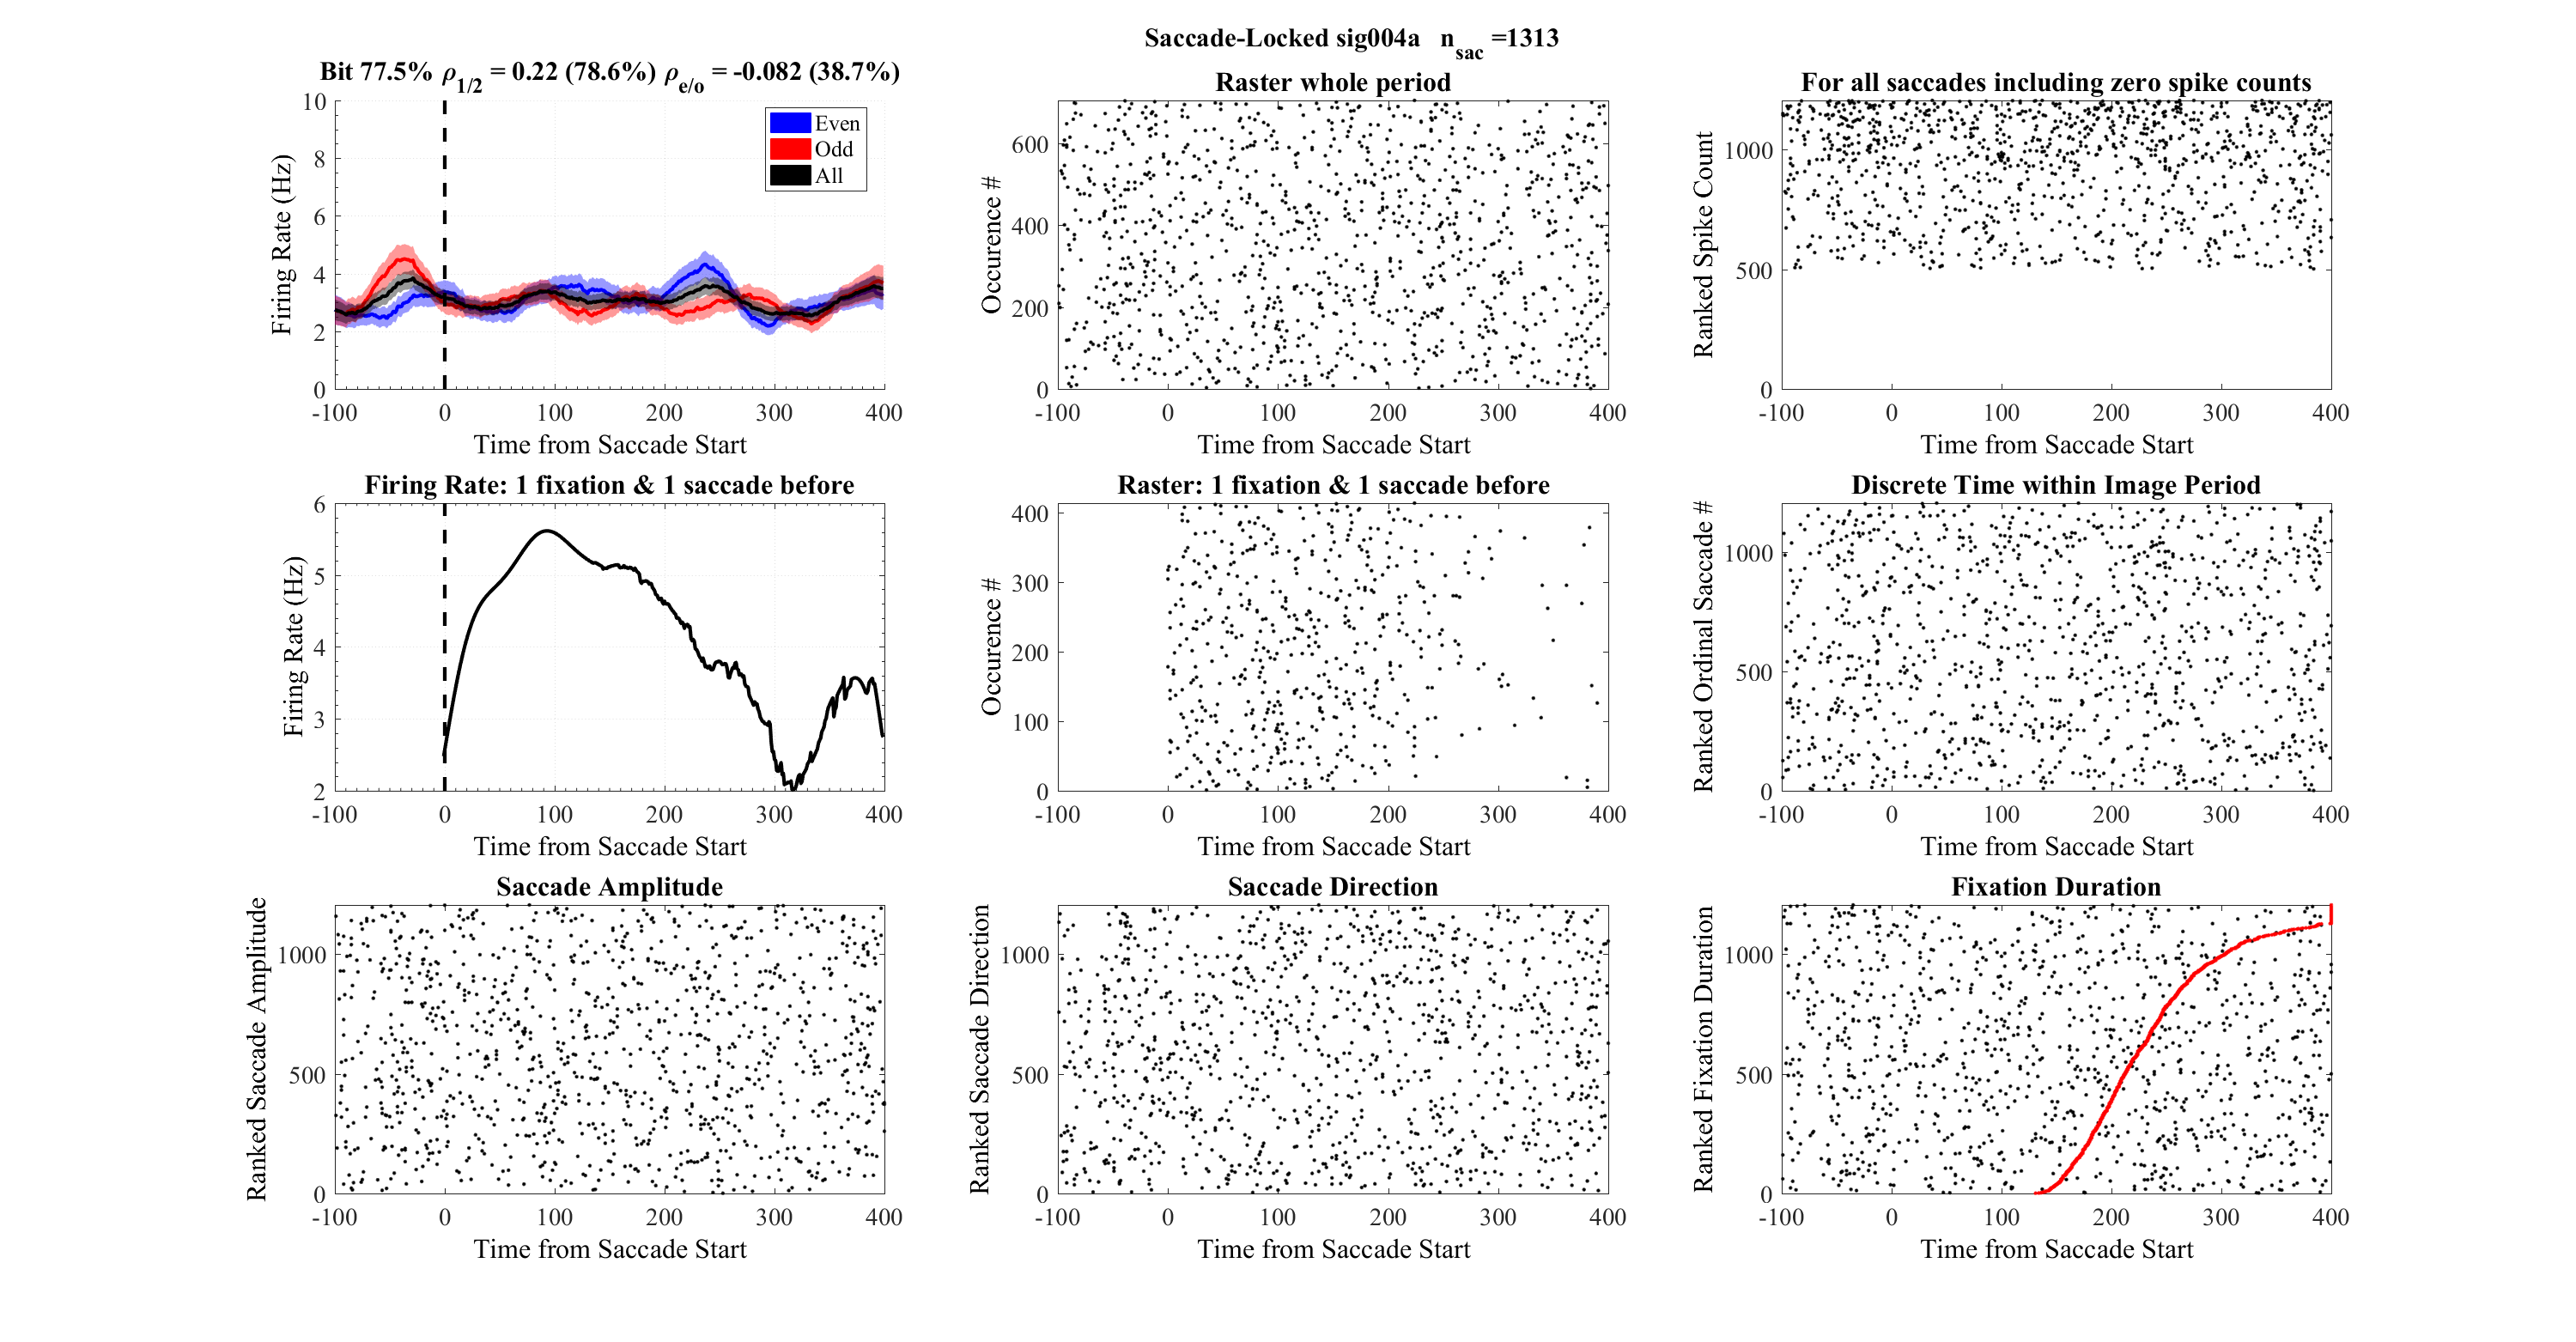 Saccade-Locked sig004a n_sac =1313
Bit 77.5% ρ_1/2 = 0.22 (78.6%) ρ_e/o = -0.082 (38.7%)
Firing Rate (Hz)
10
8
6
4
2
0
Even
Odd
All
-100 0 100 200 300 400
Time from Saccade Start
Raster whole period
Occurence #
600
400
200
0
-100 0 100 200 300 400
Time from Saccade Start
For all saccades including zero spike counts
Ranked Spike Count
1000
500
0
-100 0 100 200 300 400
Time from Saccade Start
Firing Rate: 1 fixation & 1 saccade before
Firing Rate (Hz)
6
5
4
3
2
-100 0 100 200 300 400
Time from Saccade Start
Raster: 1 fixation & 1 saccade before
Occurence #
400
300
200
100
0
-100 0 100 200 300 400
Time from Saccade Start
Discrete Time within Image Period
Ranked Ordinal Saccade #
1000
500
0
-100 0 100 200 300 400
Time from Saccade Start
Saccade Amplitude
Ranked Saccade Amplitude
1000
500
0
-100 0 100 200 300 400
Time from Saccade Start
Saccade Direction
Ranked Saccade Direction
1000
500
0
-100 0 100 200 300 400
Time from Saccade Start
Fixation Duration
Ranked Fixation Duration
1000
500
0
-100 0 100 200 300 400
Time from Saccade Start